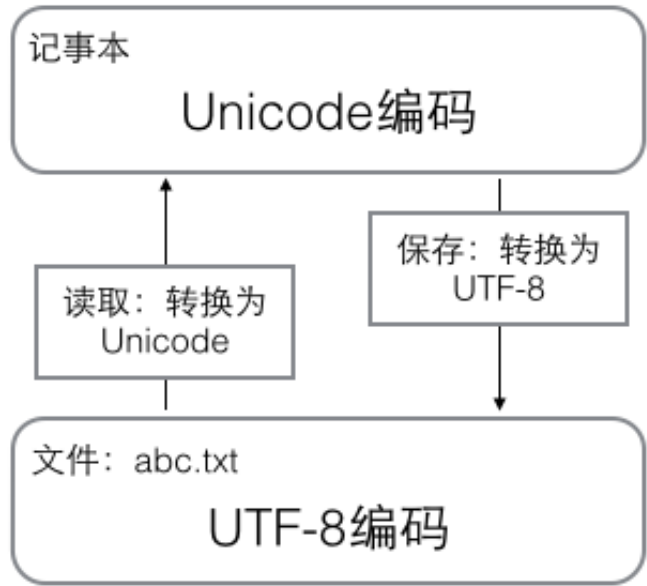 记事本
Unicode编码
读取：转换为
Unicode
保存：转换为
UTF-8
文件：abc.txt
UTF-8编码